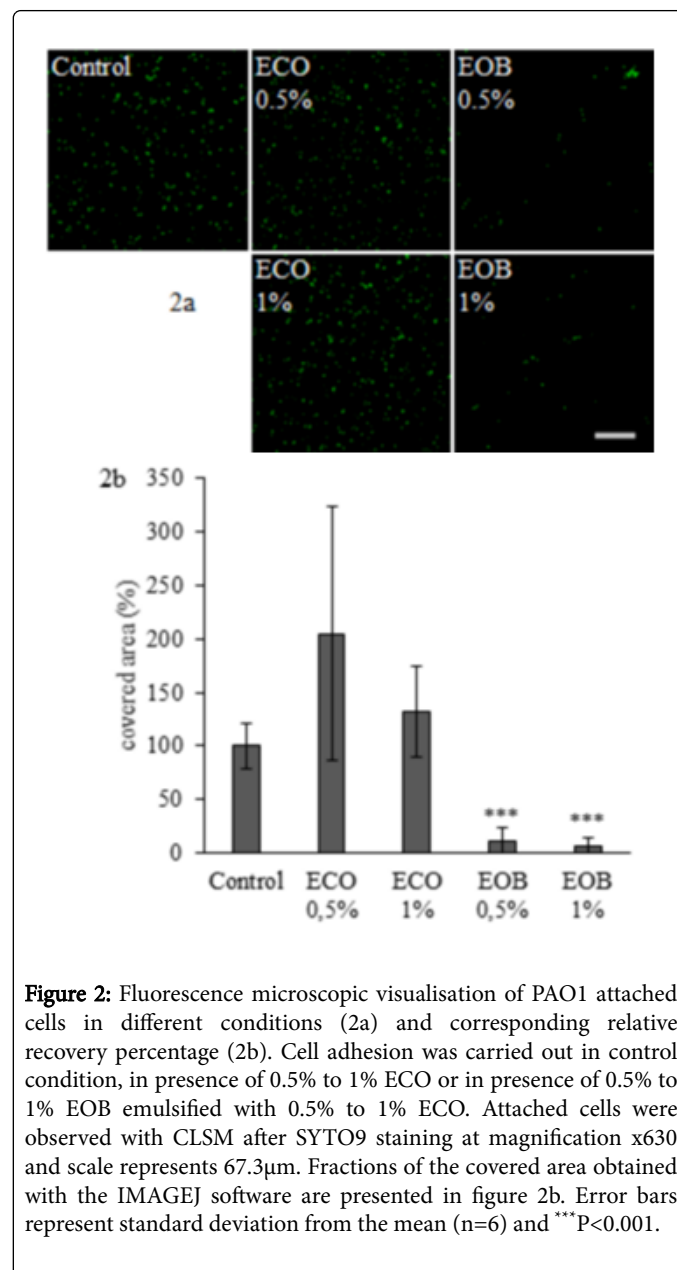 Control ECO EOB
0.5% 0.5%
ECO EOB
2a 1% 1%
2b 350
300
250
200
150
100
50
0
covered area (%)
*** ***
Control ECO ECO EOB EOB
0,5% 1% 0,5% 1%
Figure 2: Fluorescence microscopic visualisation of PAO1 attached
cells in different conditions (2a) and corresponding relative
recovery percentage (2b). Cell adhesion was carried out in control
condition, in presence of 0.5% to 1% ECO or in presence of 0.5% to
1% EOB emulsified with 0.5% to 1% ECO. Attached cells were
observed with CLSM after SYTO9 staining at magnification x630
and scale represents 67.3μm. Fractions of the covered area obtained
with the IMAGEJ software are presented in figure 2b. Error bars
represent standard deviation from the mean (n=6) and ***P<0.001.